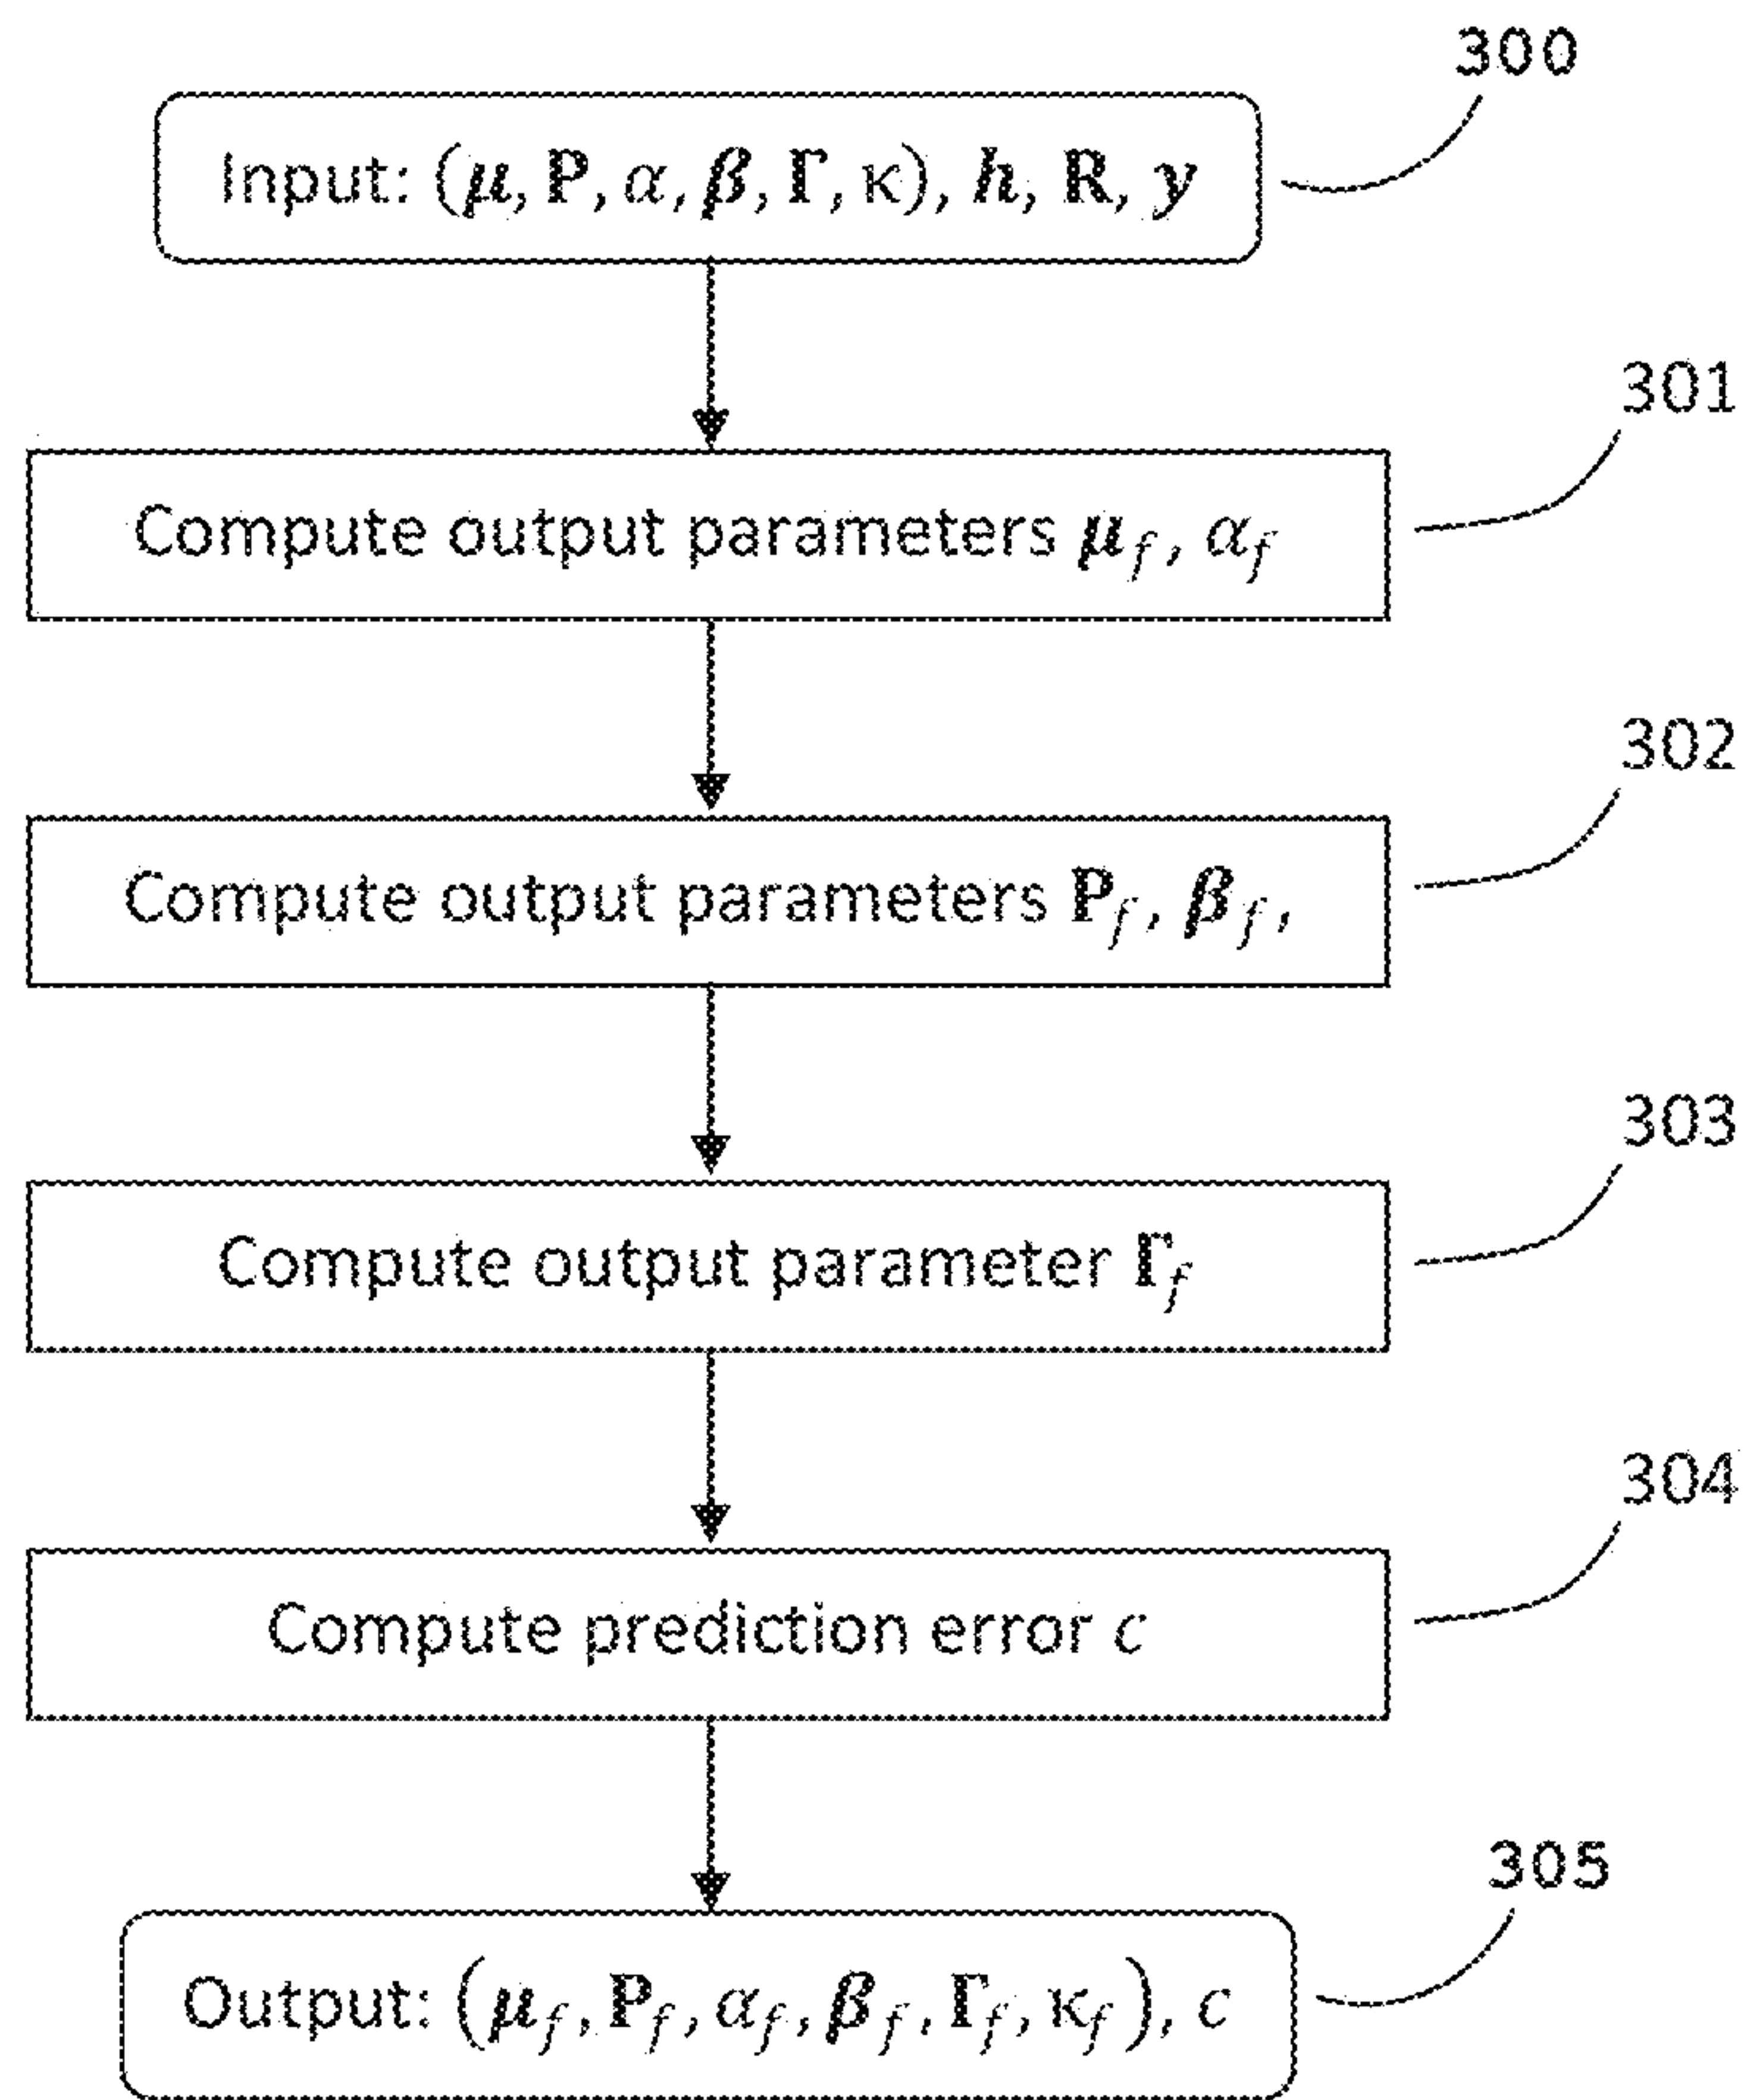 300
Input: (μ, P, α, β, Γ, κ), h, R, y
301
Compute output parameters μ_f, α_f
302
Compute output parameters P_f, β_f,
303
Compute output parameter Γ_f
304
Compute prediction error c
305
Output: (μ_f, P_f, α_f, β_f, Γ_f, κ_f), c